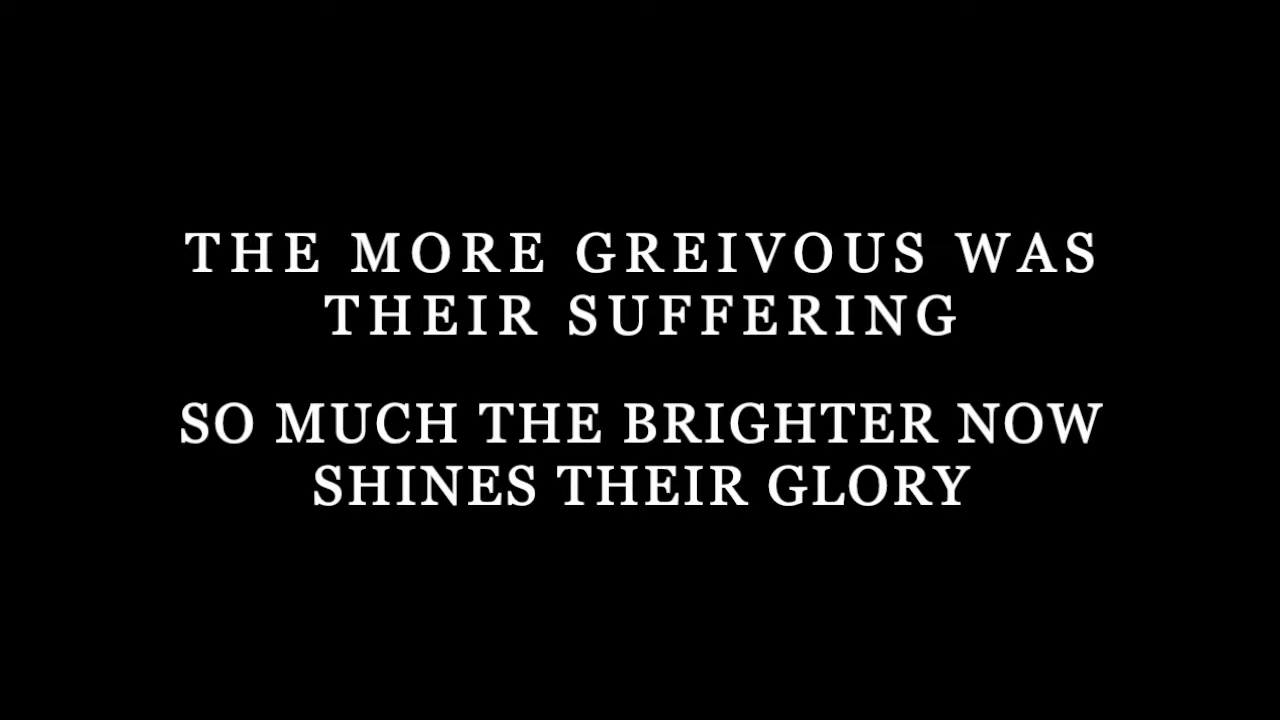 THE MORE GREIVOUS WAS
THEIR SUFFERING
SO MUCH THE BRIGHTER NOW
SHINES THEIR GLORY